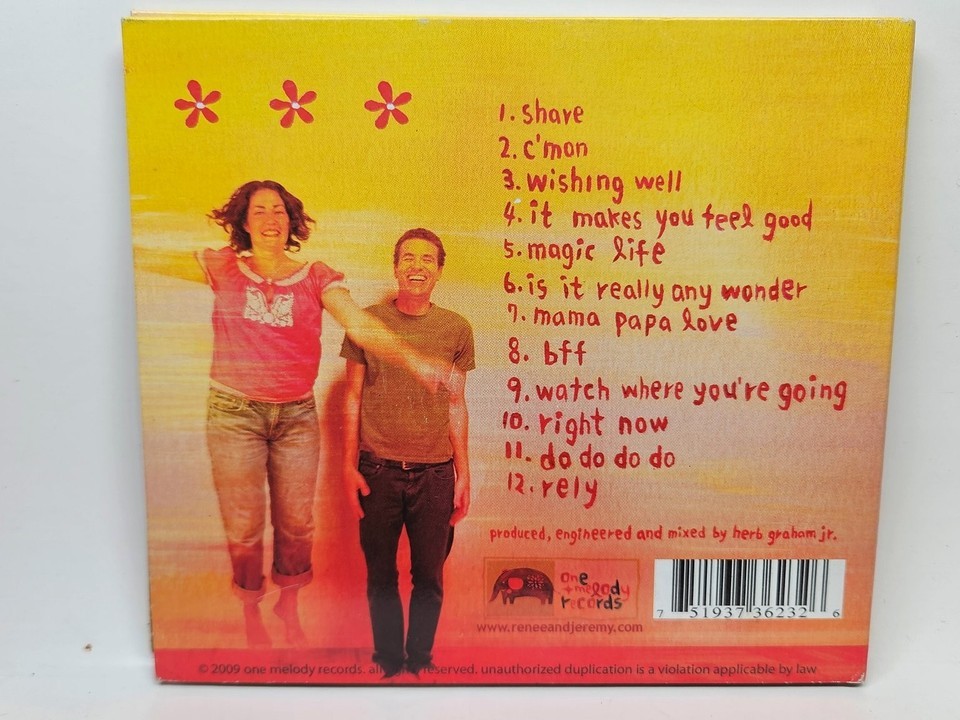 1. share
2. c'mon
3. wishing well
4. it makes you feel good
5. magic life
6. is it really any wonder
7. mama papa love
8. bff
9. watch where you're going
10. right now
11. do do do do
12. rely
produced, engineered and mixed by herb graham jr.
one
melody
records
7 51937 36232 6
www.reneeandjeremy.com
© 2009 one melody records. all reserved. unauthorized duplication is a violation applicable by law